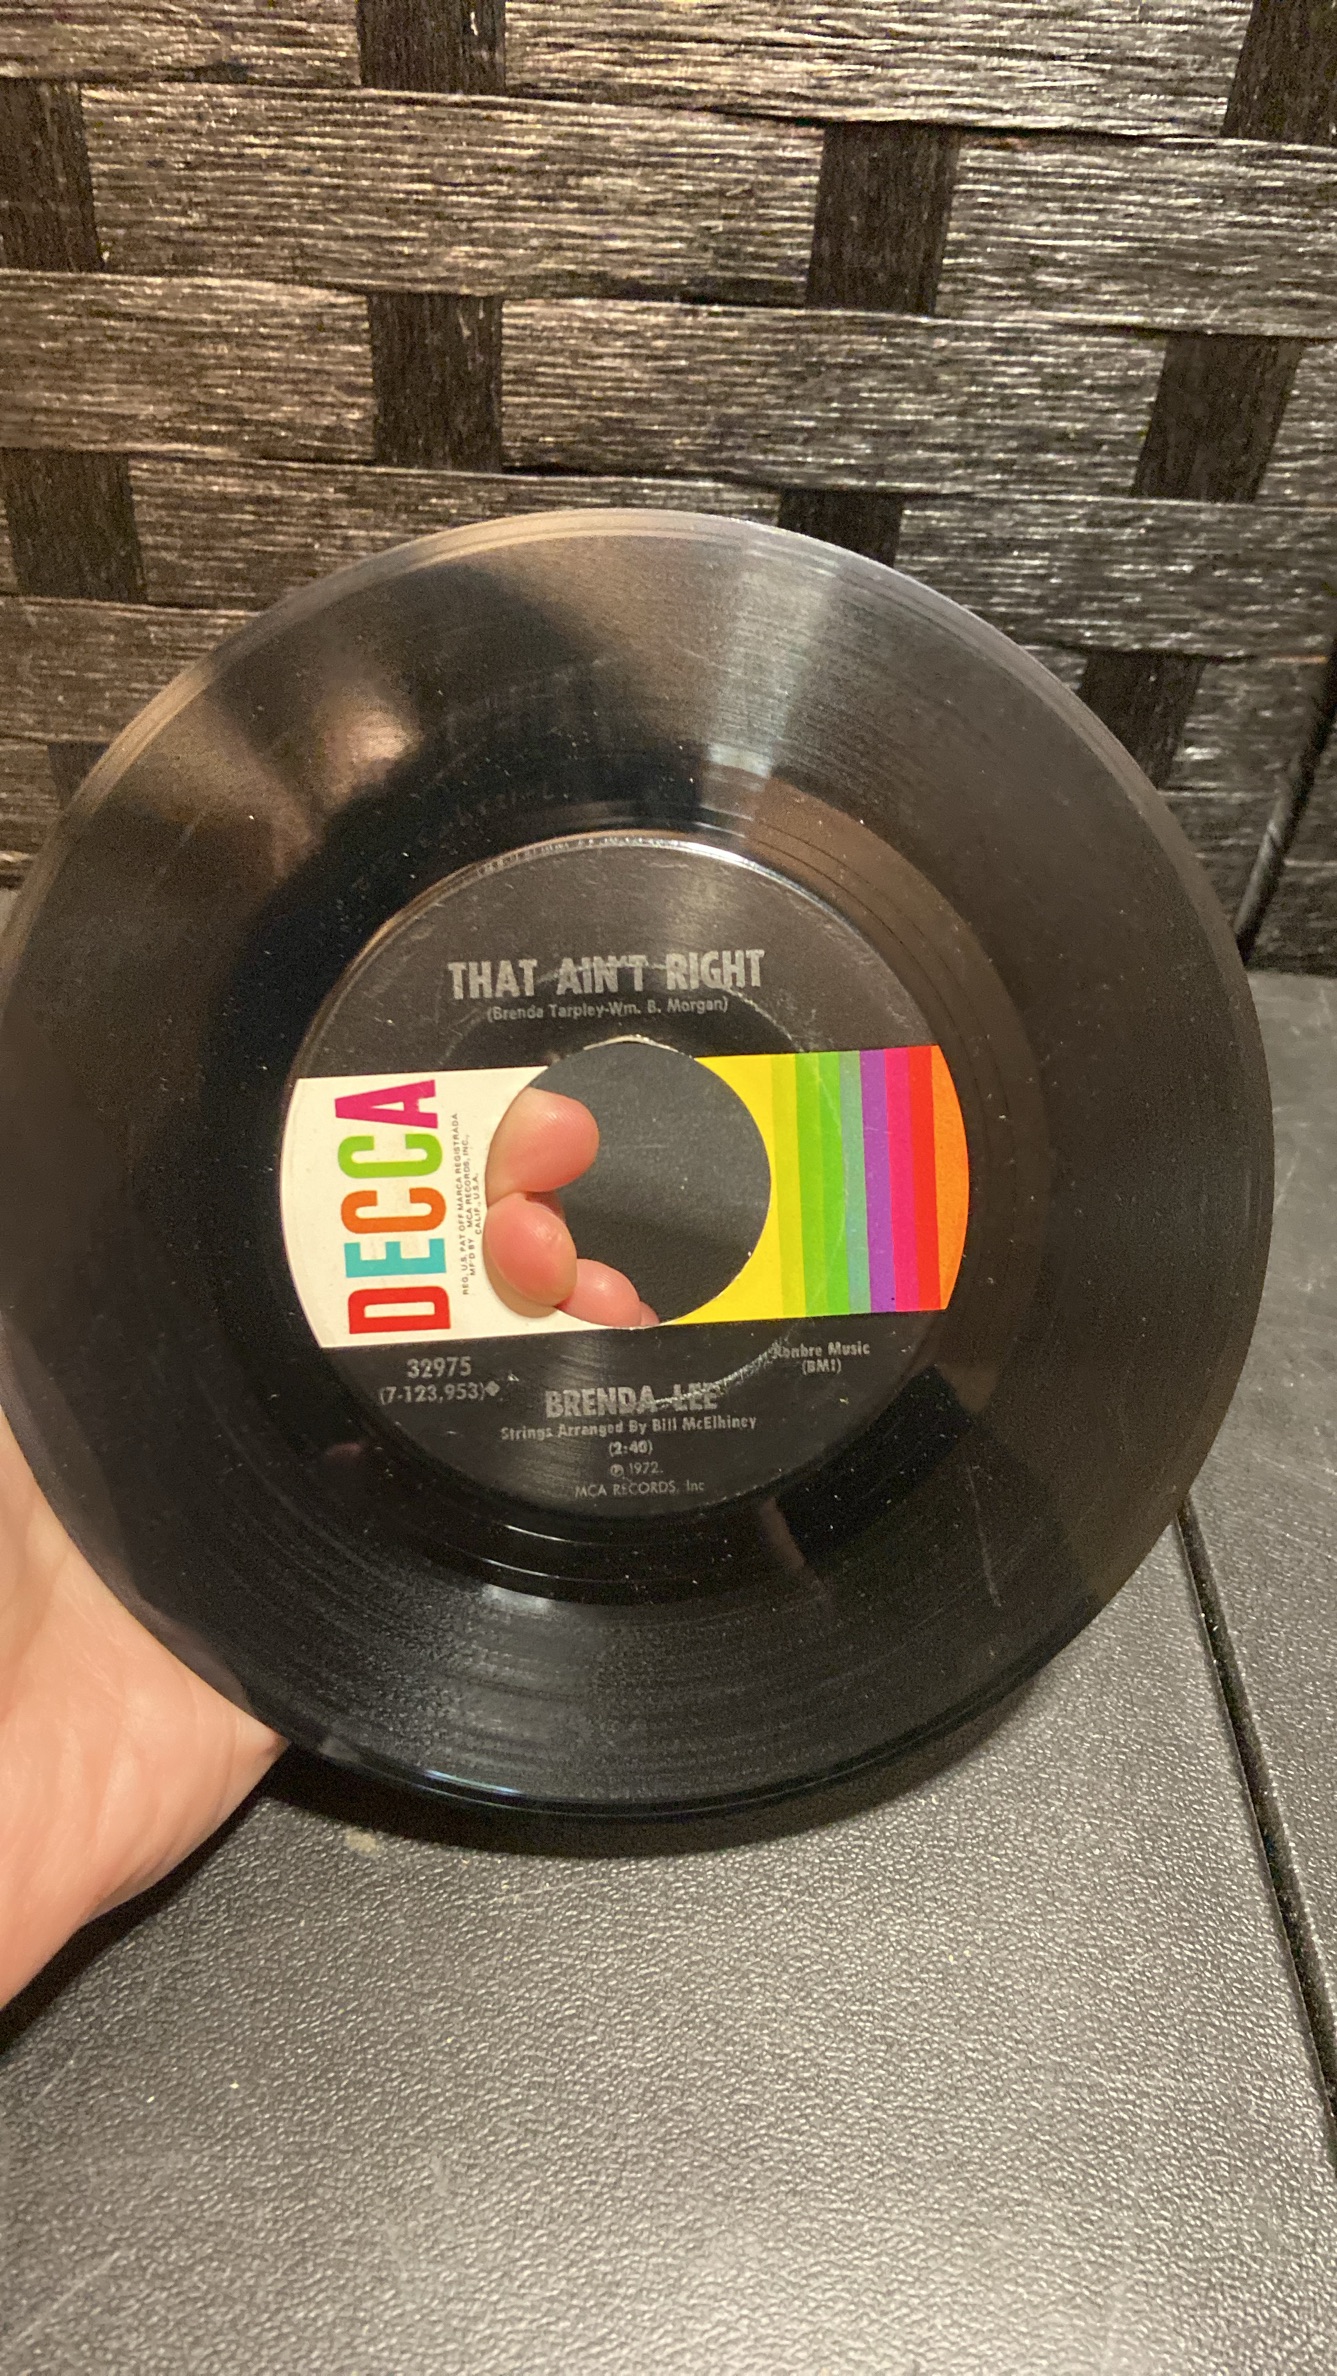 THAT AIN'T RIGHT
(Brenda Tarpley-Wm. B. Morgan)
DECCA
REG. U.S. PAT OFF MARCA REGISTRADA
MF'D BY MCA RECORDS, INC.,
CALIF., U.S.A.
32975
(7-123,953)◆
Music
(BMI)
BRENDA LEE
Strings Arranged By Bill McElhiney
(2:40)
℗ 1972.
MCA RECORDS, Inc